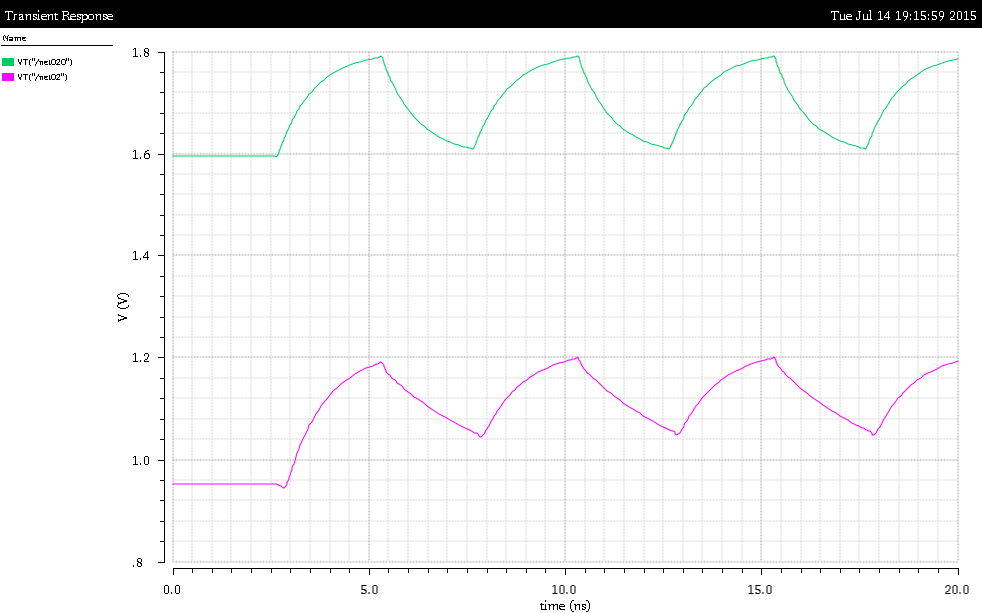 Transient Response Tue Jul 14 19:15:59 2015
Name
VT("/net020")
VT("/net02")
1.8
1.6
1.4
1.2
1.0
.8
V (V)
0.0 5.0 10.0 15.0 20.0
time (ns)